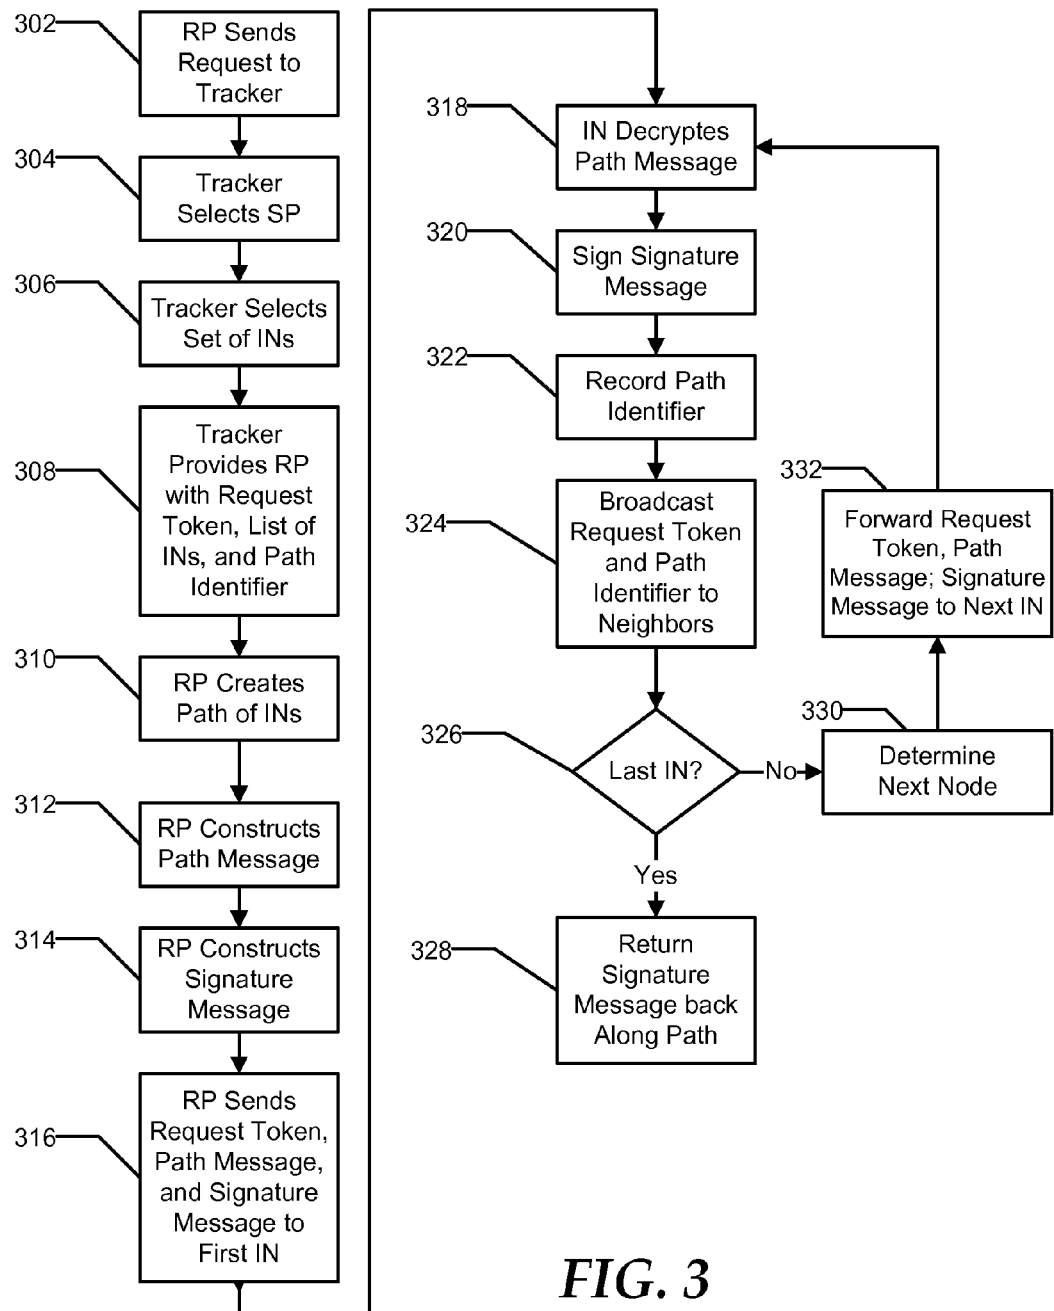 302
RP Sends
Request to
Tracker
304
Tracker
Selects SP
306
Tracker Selects
Set of INs
308
Tracker
Provides RP
with Request
Token, List of
INs, and Path
Identifier
310
RP Creates
Path of INs
312
RP Constructs
Path Message
314
RP Constructs
Signature
Message
316
RP Sends
Request Token,
Path Message,
and Signature
Message to
First IN
318
IN Decryptes
Path Message
320
Sign Signature
Message
322
Record Path
Identifier
324
Broadcast
Request Token
and Path
Identifier to
Neighbors
326
Last IN?
No
Yes
328
Return
Signature
Message back
Along Path
330
Determine
Next Node
332
Forward Request
Token, Path
Message; Signature
Message to Next IN
FIG. 3